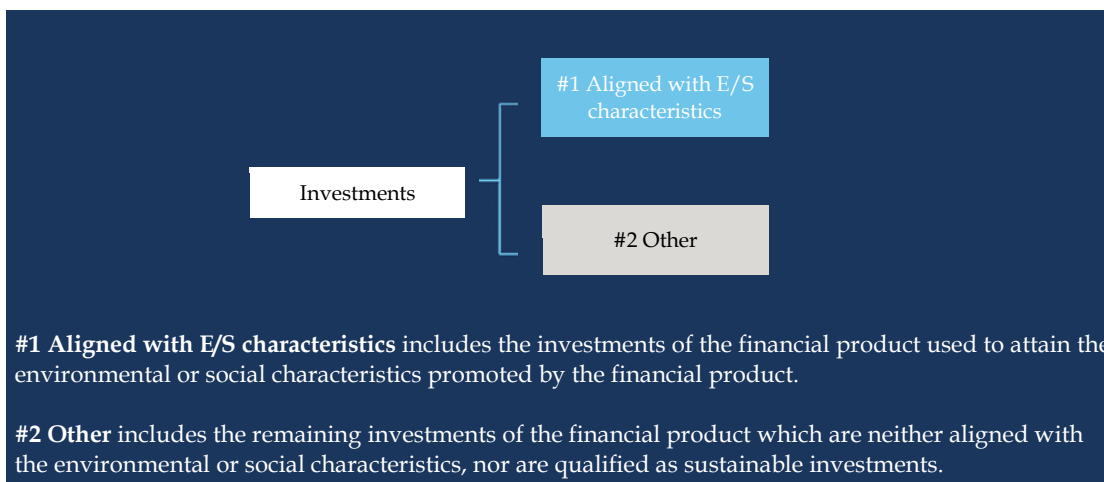 #1 Aligned with E/S
characteristics
Investments
#2 Other
#1 Aligned with E/S characteristics includes the investments of the financial product used to attain the
environmental or social characteristics promoted by the financial product.
#2 Other includes the remaining investments of the financial product which are neither aligned with
the environmental or social characteristics, nor are qualified as sustainable investments.